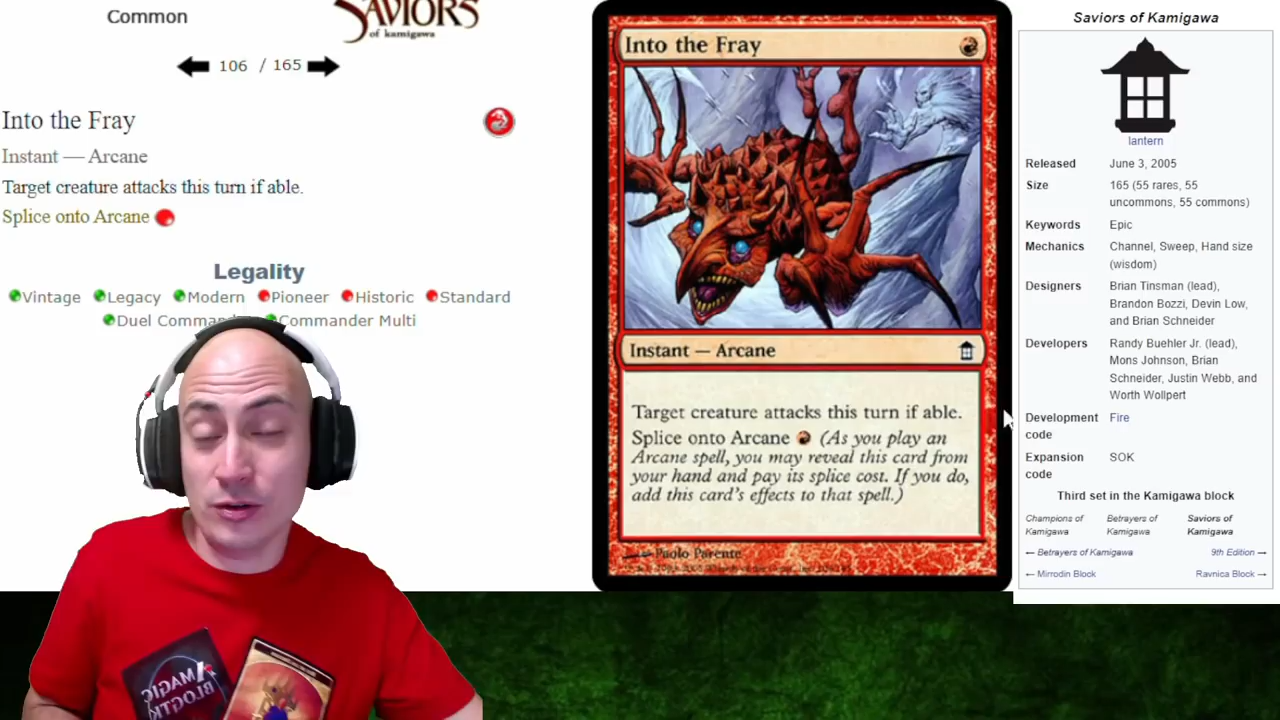 Common
SAVIORS
of kamigawa
106 / 165
Into the Fray
Instant — Arcane
Target creature attacks this turn if able.
Splice onto Arcane
Legality
Vintage Legacy Modern Pioneer Historic Standard
Duel Command Commander Multi
Into the Fray
Instant — Arcane
Target creature attacks this turn if able.
Splice onto Arcane (As you play an
Arcane spell, you may reveal this card from
your hand and pay its splice cost. If you do,
add this card's effects to that spell.)
Paolo Parente
Saviors of Kamigawa
lantern
Released June 3, 2005
Size 165 (55 rares, 55
uncommons, 55 commons)
Keywords Epic
Mechanics Channel, Sweep, Hand size
(wisdom)
Designers Brian Tinsman (lead),
Brandon Bozzi, Devin Low,
and Brian Schneider
Developers Randy Buehler Jr. (lead),
Mons Johnson, Brian
Schneider, Justin Webb, and
Worth Wollpert
Development Fire
code
Expansion SOK
code
Third set in the Kamigawa block
Champions of Betrayers of Saviors of
Kamigawa Kamigawa Kamigawa
← Betrayers of Kamigawa 9th Edition →
← Mirrodin Block Ravnica Block →
MAGIC